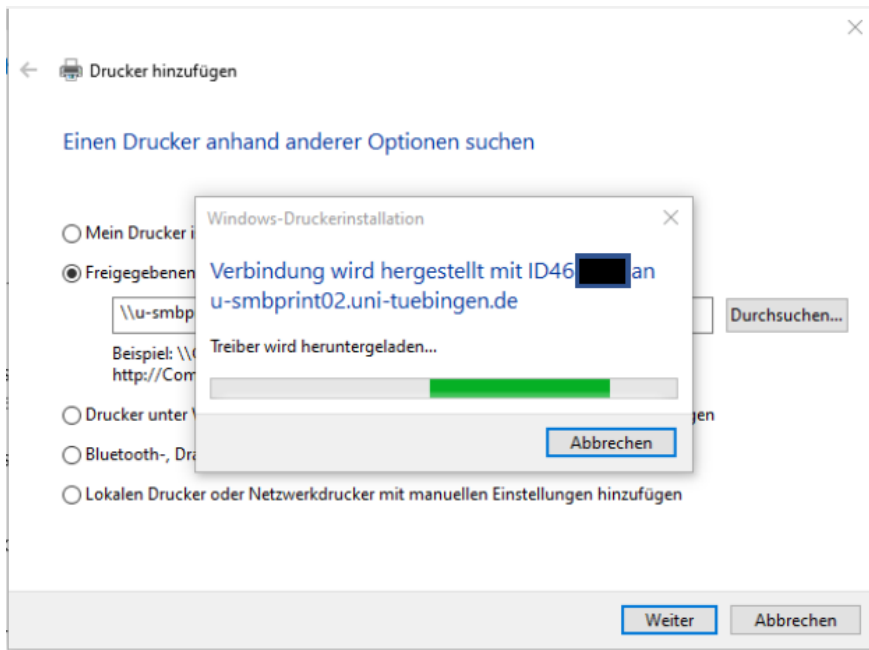 Drucker hinzufügen
Einen Drucker anhand anderer Optionen suchen
Windows-Druckerinstallation
Mein Drucker
Freigegebenen
Verbindung wird hergestellt mit ID46 an
u-smbprint02.uni-tuebingen.de
\\u-smbp
Durchsuchen...
Treiber wird heruntergeladen...
Beispiel: \\
http://Com
Drucker unter
Abbrechen
Bluetooth-,
Lokalen Drucker oder Netzwerkdrucker mit manuellen Einstellungen hinzufügen
Weiter Abbrechen